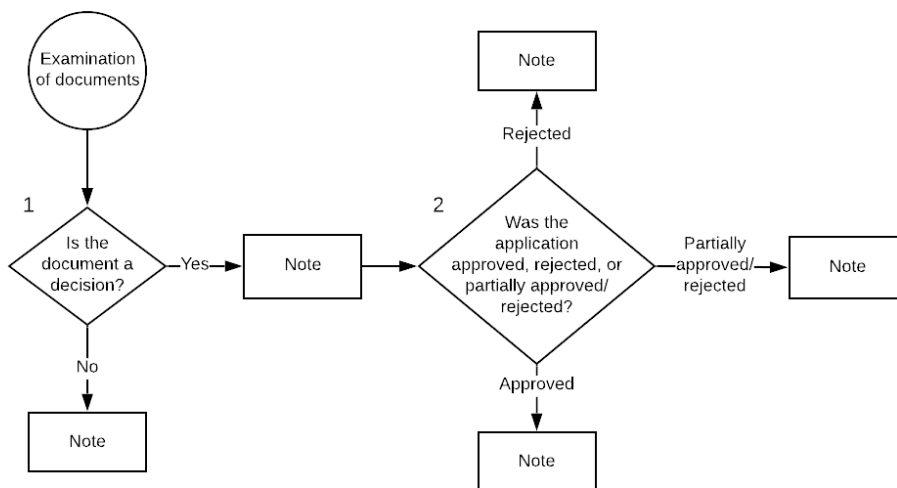 Examination
of documents
1
Is the
document a
decision?
Yes
Note
No
Note
2
Was the
application
approved, rejected, or
partially approved/
rejected?
Rejected
Note
Partially
approved/
rejected
Note
Approved
Note